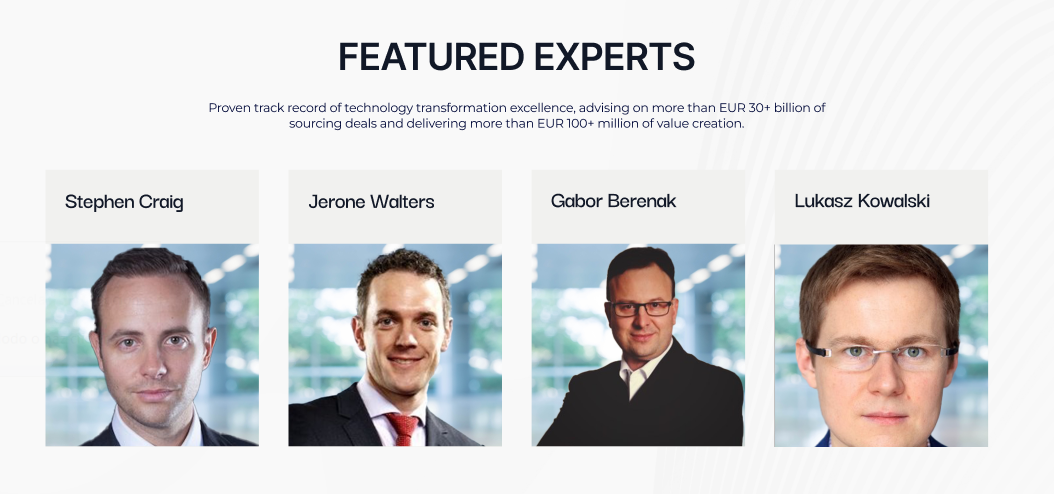 FEATURED EXPERTS
Proven track record of technology transformation excellence, advising on more than EUR 30+ billion of
sourcing deals and delivering more than EUR 100+ million of value creation.
Stephen Craig
Jerone Walters
Gabor Berenak
Lukasz Kowalski